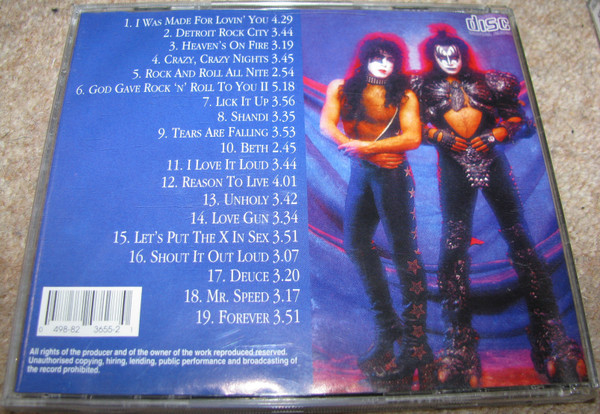 1. I Was Made For Lovin' You 4.29
2. Detroit Rock City 3.44
3. Heaven's On Fire 3.19
4. Crazy, Crazy Nights 3.45
5. Rock And Roll All Nite 2.54
6. God Gave Rock 'n' Roll To You II 5.18
7. Lick It Up 3.56
8. Shandi 3.35
9. Tears Are Falling 3.53
10. Beth 2.45
11. I Love It Loud 3.44
12. Reason To Live 4.01
13. Unholy 3.42
14. Love Gun 3.34
15. Let's Put The X In Sex 3.51
16. Shout It Out Loud 3.07
17. Deuce 3.20
18. Mr. Speed 3.17
19. Forever 3.51
disc
0 498-82 3655-2
All rights of the producer and of the owner of the work reproduced reserved.
Unauthorised copying, hiring, lending, public performance and broadcasting of
the record prohibited.